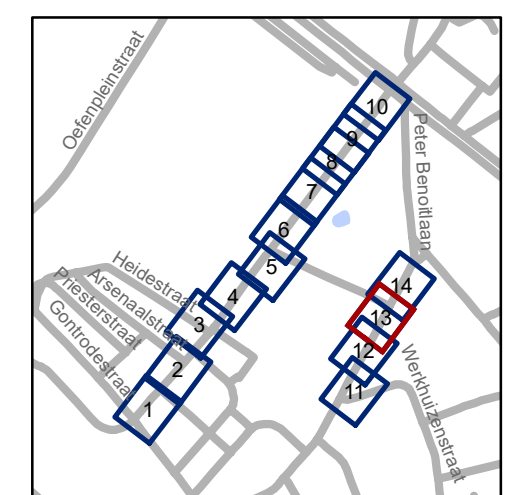 Oefenpleinstraat
Peter Benoitlaan
10
9
8
7
6
5
4
3
2
1
14
13
12
11
Heidestraat
Arsenaalstraat
Priesterstraat
Gontrodestraat
Werkhuizenstraat